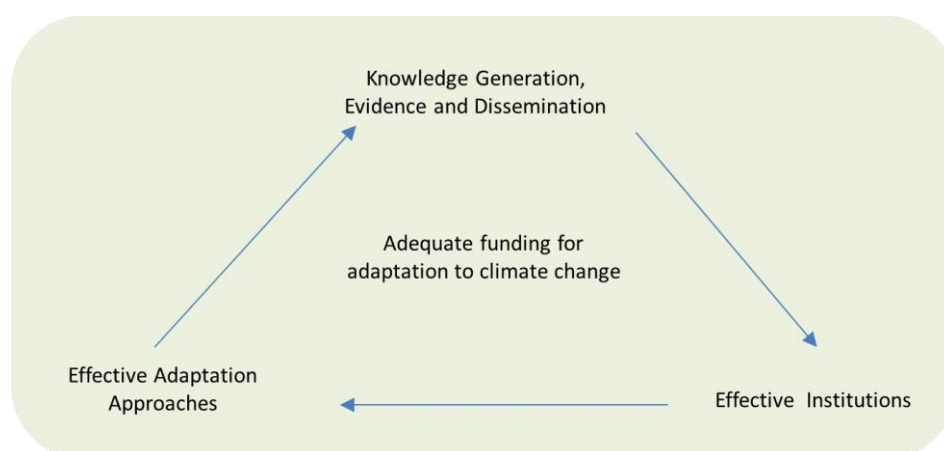 Knowledge Generation,
Evidence and Dissemination
Adequate funding for
adaptation to climate change
Effective Adaptation
Approaches
Effective Institutions